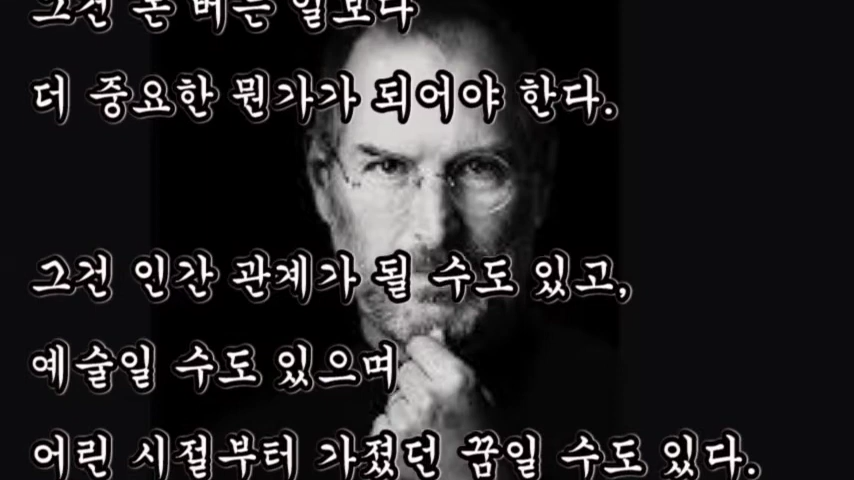 그건 돈 버는 일보다
더 중요한 뭔가가 되어야 한다.
그건 인간 관계가 될 수도 있고,
예술일 수도 있으며
어린 시절부터 가졌던 꿈일 수도 있다.